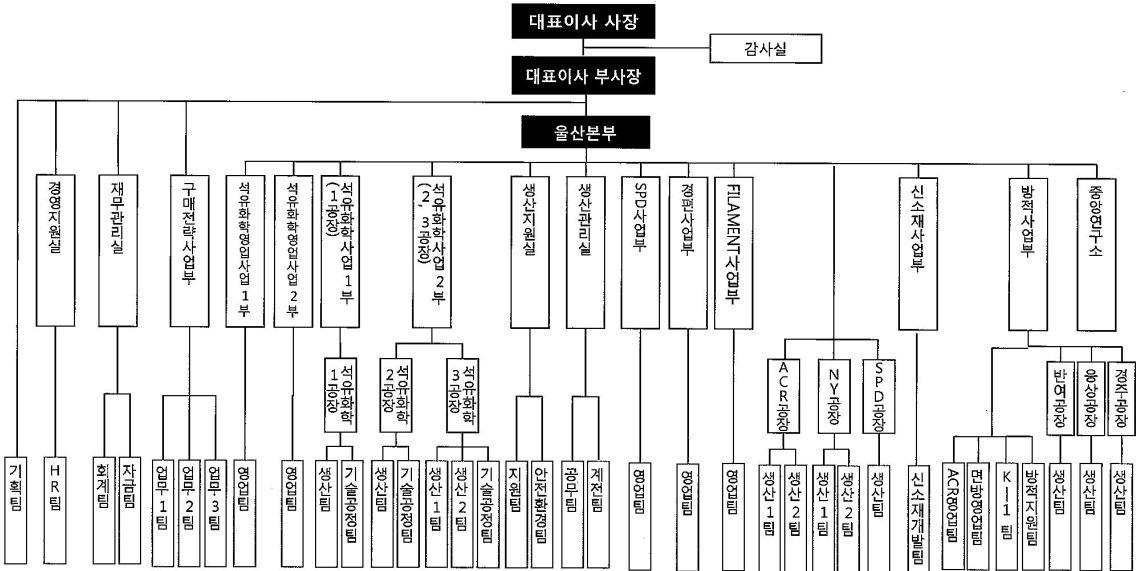 대표이사 사장
감사실
대표이사 부사장
울산본부
경영지원실
재무관리실
구매전략사업부
석유화학영업사업 1부
석유화학영업사업 2부
석유화학사업 1부
(1공장)
석유화학사업 2부
(2, 3공장)
생산지원실
생산관리실
SPD사업부
경편사업부
FILAMENT사업부
신소재사업부
방적사업부
중앙연구소
석유화학
1공장
석유화학
2공장
석유화학
3공장
ACR공장
NY공장
SPD공장
반여공장
웅상공장
경주공장
기획팀
HR팀
회계팀
자금팀
업무1팀
업무2팀
업무3팀
영업팀
영업팀
생산팀
기술공정팀
생산팀
기술공정팀
생산1팀
생산2팀
기술공정팀
지원팀
안전환경팀
공무팀
계전팀
영업팀
영업팀
영업팀
생산1팀
생산2팀
생산1팀
생산2팀
생산팀
신소재개발팀
ACR영업팀
면방영업팀
K-1팀
방적지원팀
생산팀
생산팀
생산팀